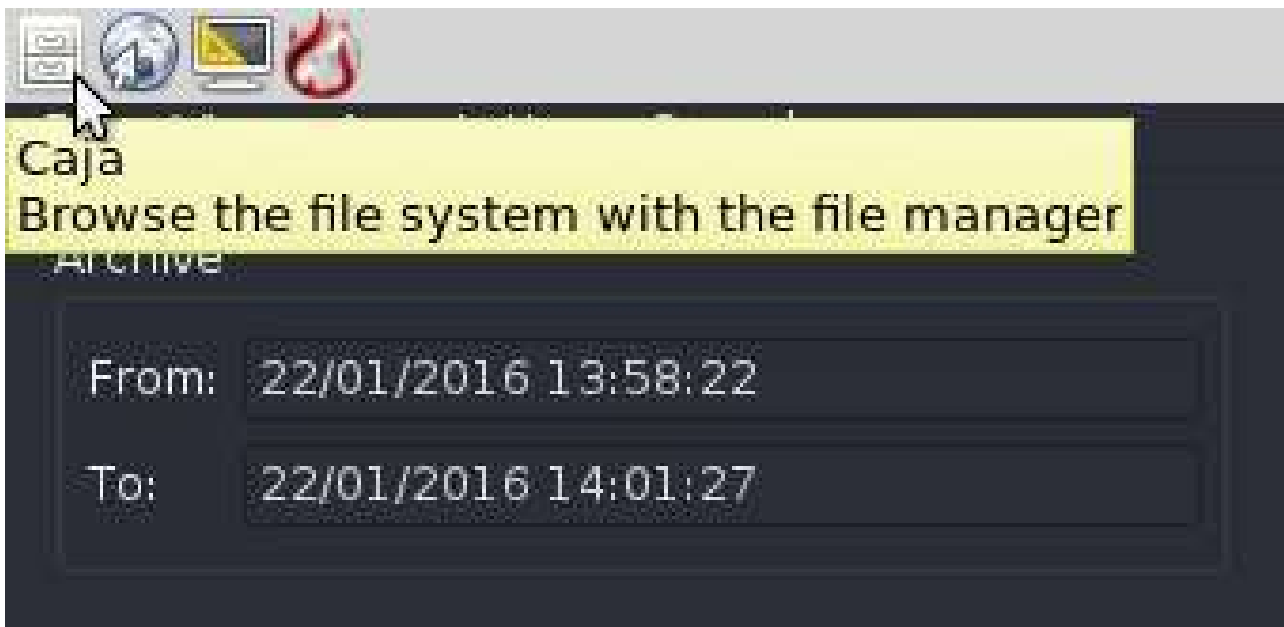 Caja
Browse the file system with the file manager
Archive
From: 22/01/2016 13:58:22
To: 22/01/2016 14:01:27